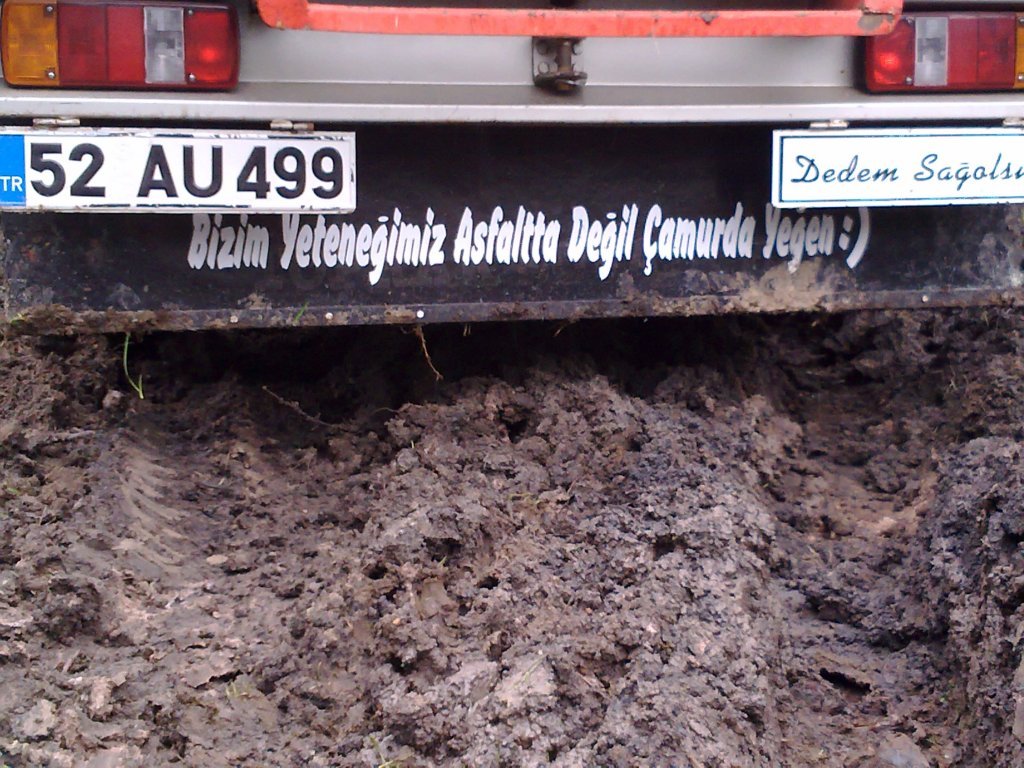 TR 52 AU 499
Dedem Sağolsu
Bizim Yeteneğimiz Asfaltta Değil Çamurda Yeğen :)